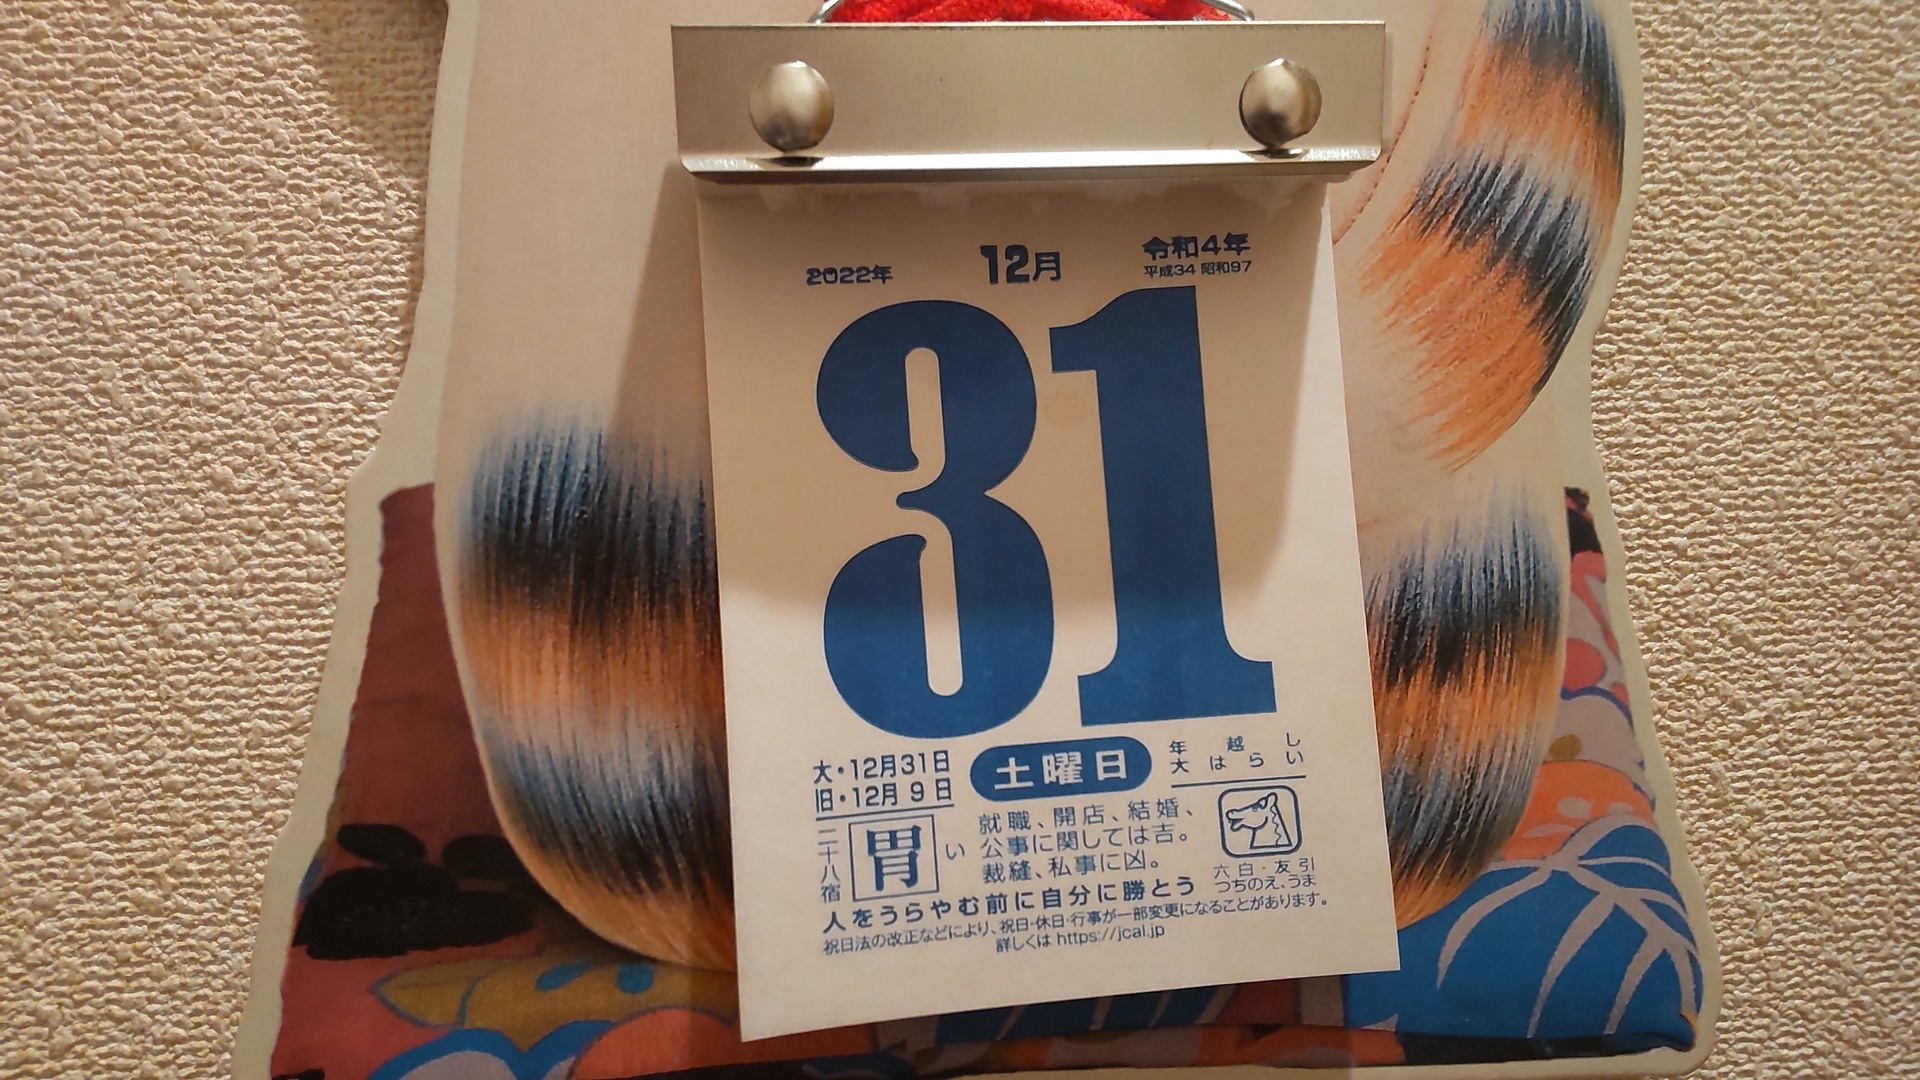 2022年 12月 令和4年
平成34 昭和97
31
大・12月31日
旧・12月 9 日
土曜日
年越し
大はらい
二十八宿
胃
い
就職、開店、結婚、
公事に関しては吉。
裁縫、私事に凶。
六白・友引
つちのえ、うま
人をうらやむ前に自分に勝とう
祝日法の改正などにより、祝日・休日・行事が一部変更になることがあります。
詳しくは https://jcal.jp